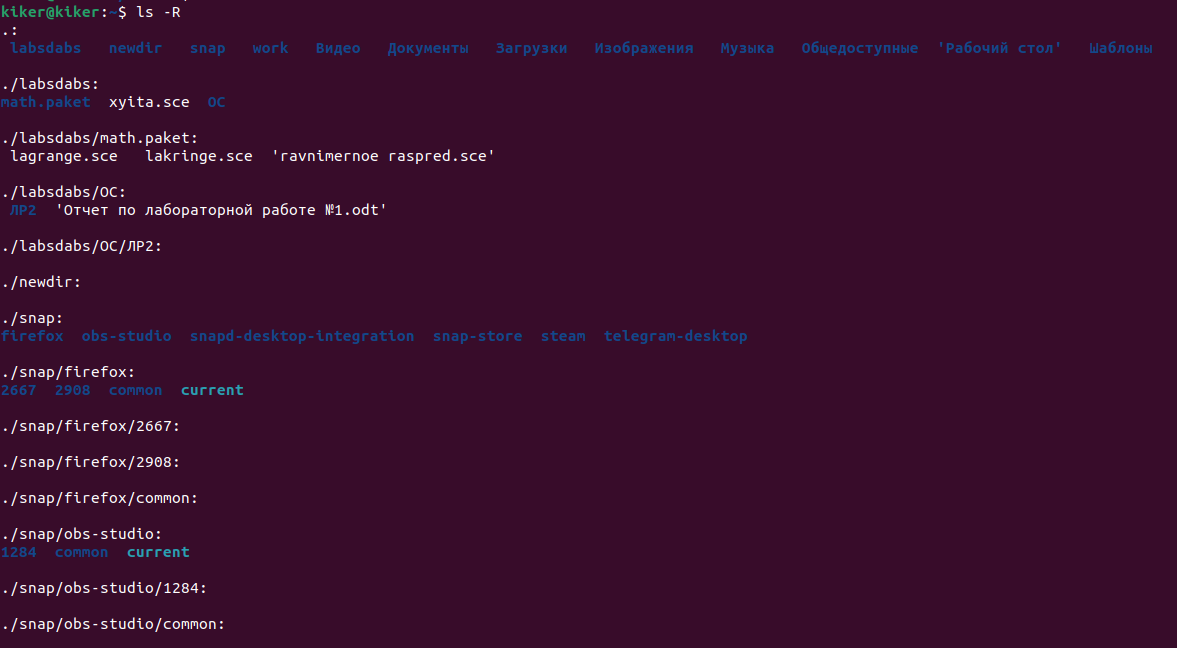 kiker@kiker:~$ ls -R
.:
labsdabs newdir snap work Видео Документы Загрузки Изображения Музыка Общедоступные 'Рабочий стол' Шаблоны
./labsdabs:
math.paket xyita.sce ОС
./labsdabs/math.paket:
lagrange.sce lakringe.sce 'ravnimernoe raspred.sce'
./labsdabs/ОС:
ЛР2 'Отчет по лабораторной работе №1.odt'
./labsdabs/ОС/ЛР2:
./newdir:
./snap:
firefox obs-studio snapd-desktop-integration snap-store steam telegram-desktop
./snap/firefox:
2667 2908 common current
./snap/firefox/2667:
./snap/firefox/2908:
./snap/firefox/common:
./snap/obs-studio:
1284 common current
./snap/obs-studio/1284:
./snap/obs-studio/common: